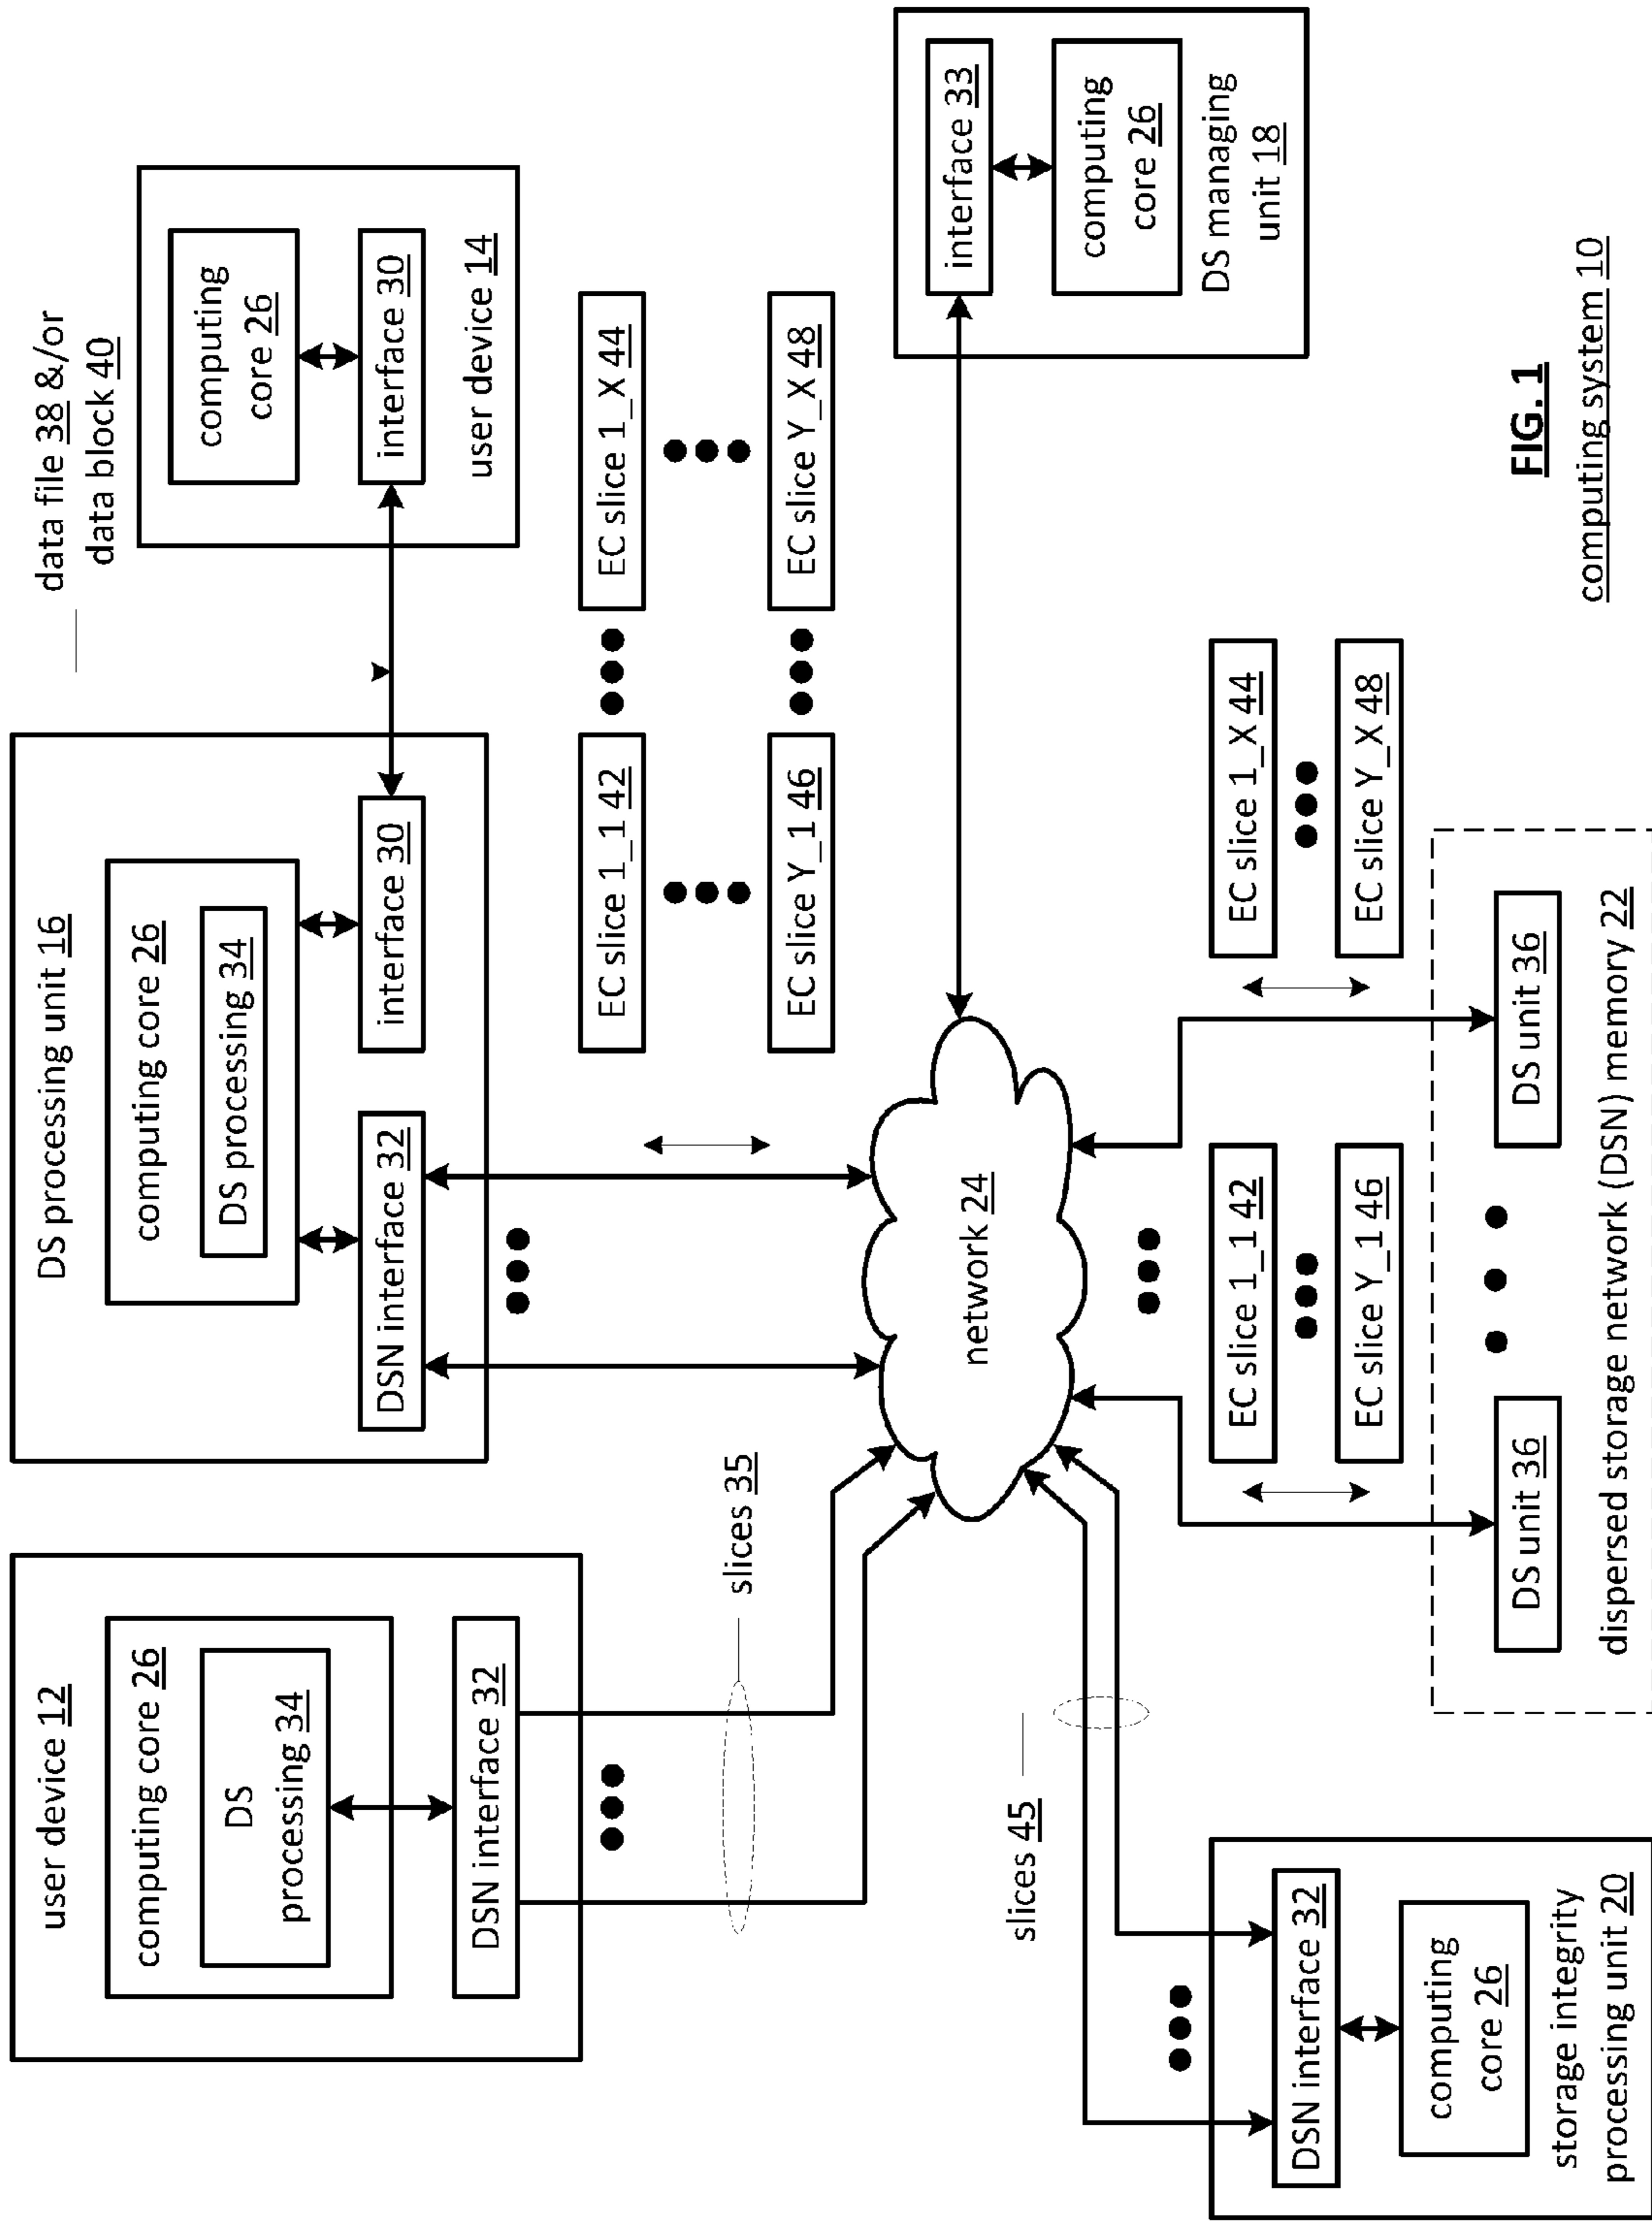 user device 12
computing core 26
DS
processing 34
DSN interface 32
DS processing unit 16
computing core 26
DS processing 34
DSN interface 32
interface 30
data file 38 &/or
data block 40
computing
core 26
interface 30
user device 14
slices 35
EC slice 1_1 42
EC slice 1_X 44
EC slice Y_1 46
EC slice Y_X 48
network 24
interface 33
computing
core 26
DS managing
unit 18
slices 45
DSN interface 32
computing
core 26
storage integrity
processing unit 20
EC slice 1_1 42
EC slice Y_1 46
EC slice 1_X 44
EC slice Y_X 48
DS unit 36
DS unit 36
dispersed storage network (DSN) memory 22
FIG. 1
computing system 10